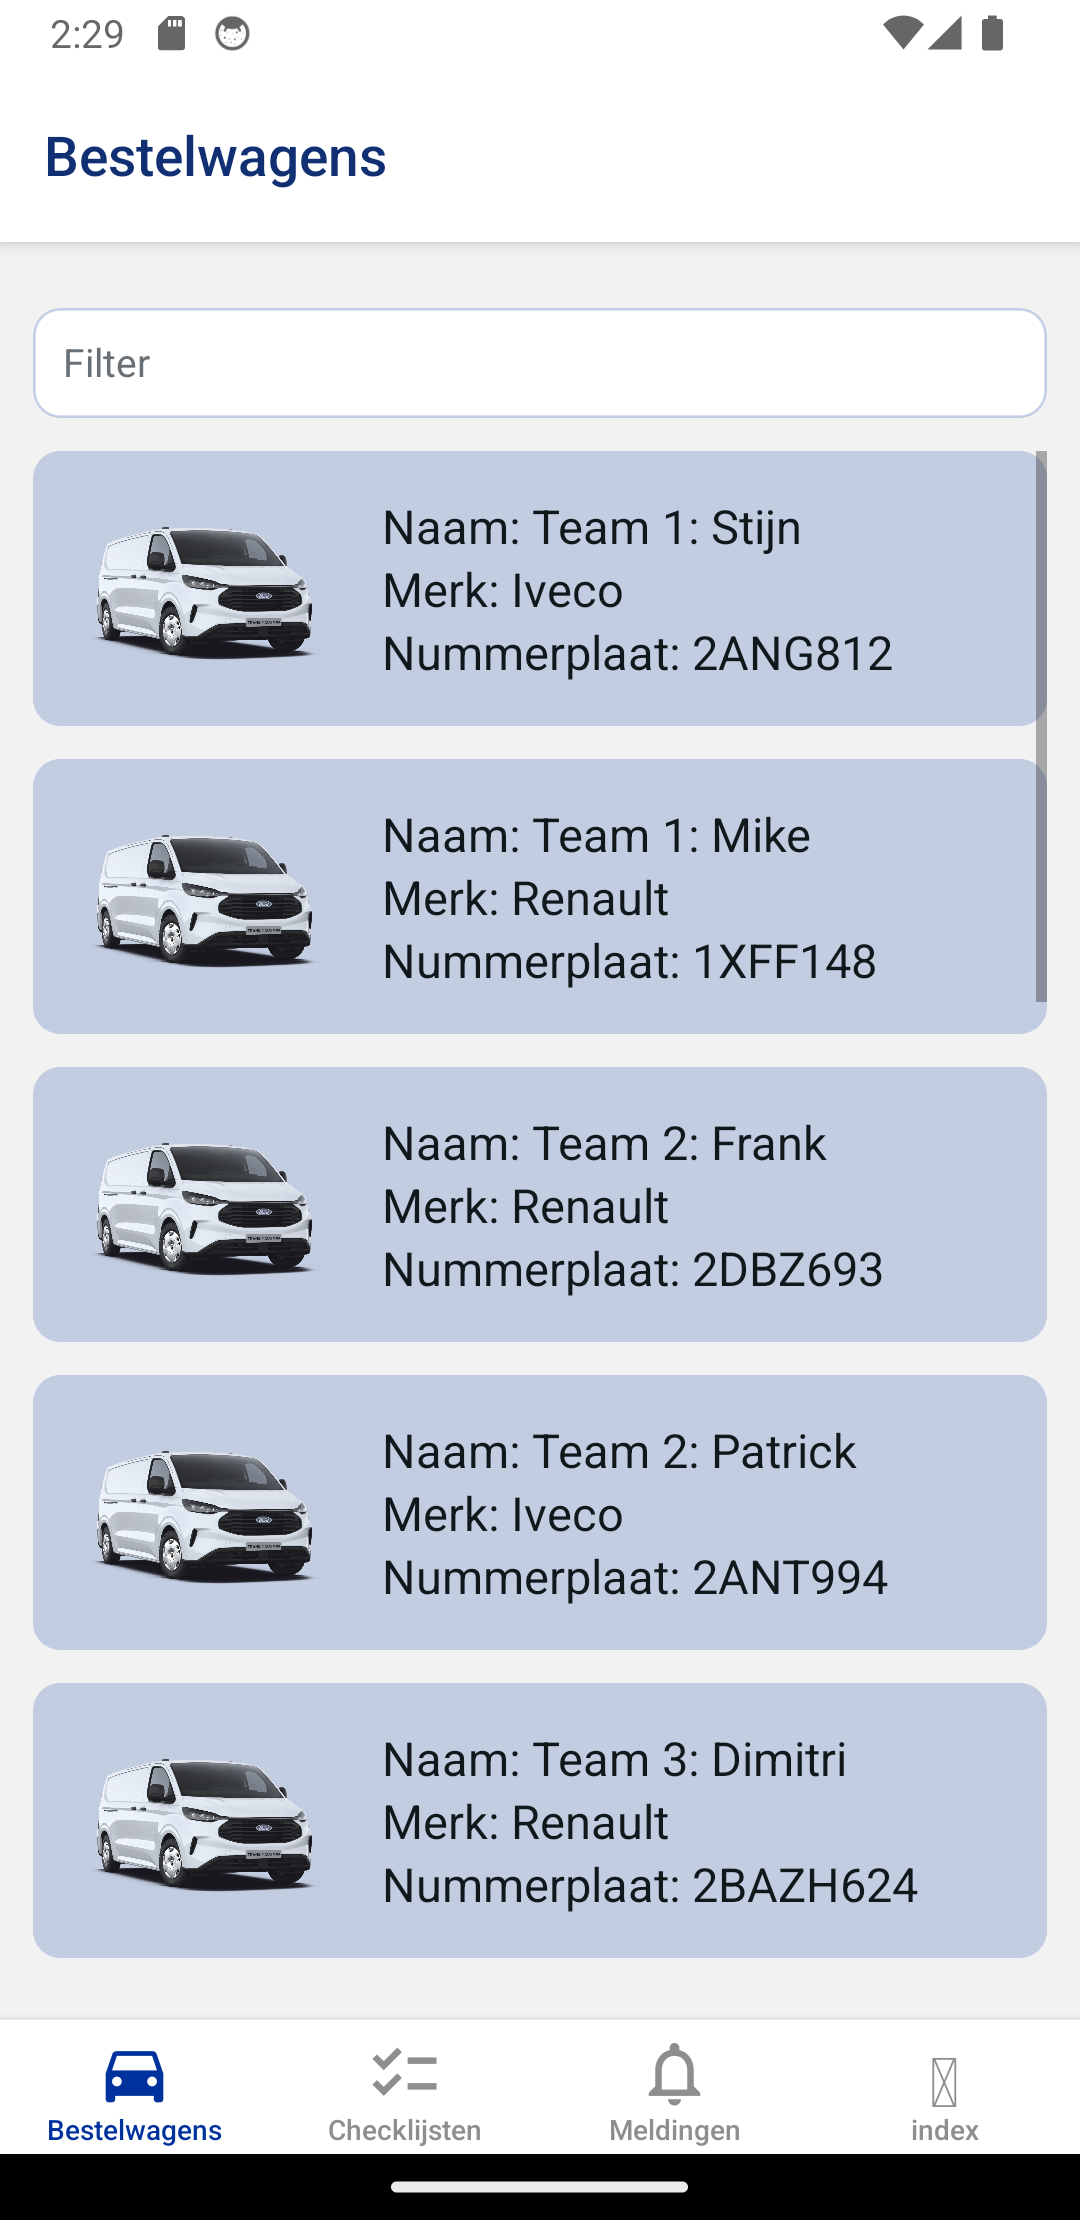 2:29
Bestelwagens
Filter
Naam: Team 1: Stijn
Merk: Iveco
Nummerplaat: 2ANG812
Naam: Team 1: Mike
Merk: Renault
Nummerplaat: 1XFF148
Naam: Team 2: Frank
Merk: Renault
Nummerplaat: 2DBZ693
Naam: Team 2: Patrick
Merk: Iveco
Nummerplaat: 2ANT994
Naam: Team 3: Dimitri
Merk: Renault
Nummerplaat: 2BAZH624
Bestelwagens
Checklijsten
Meldingen
index